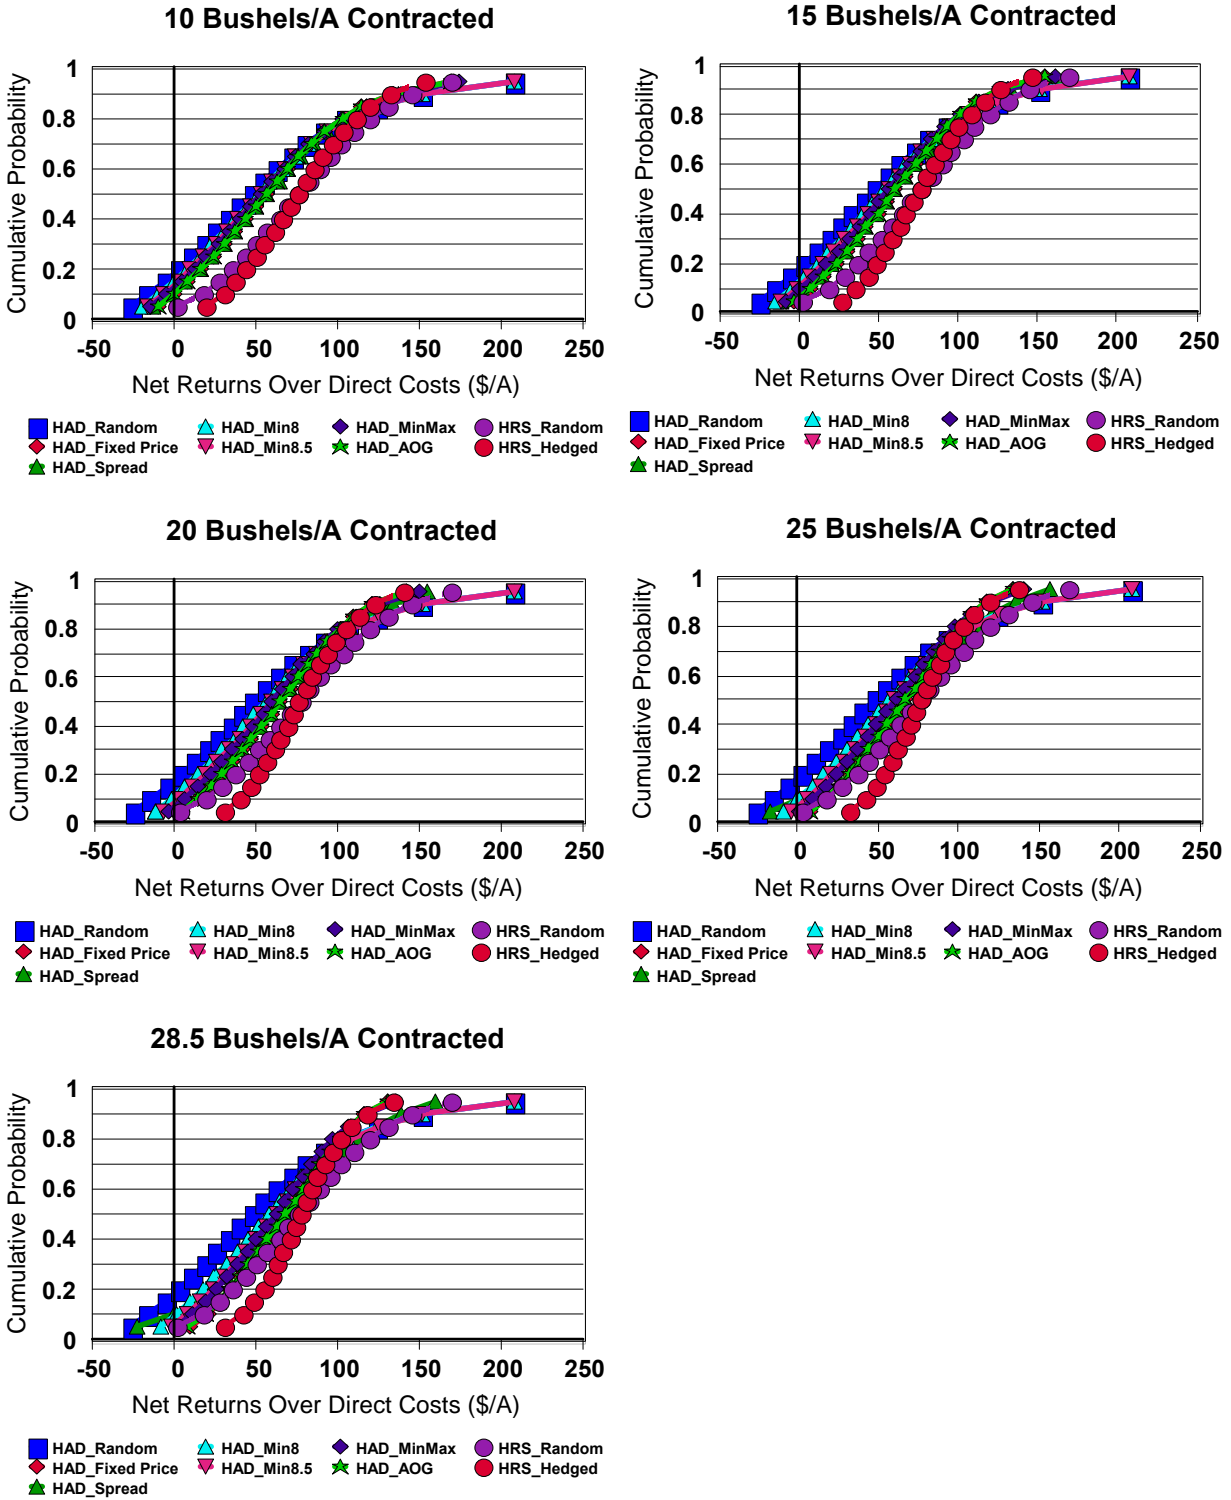 10 Bushels/A Contracted
Cumulative Probability
1
0.8
0.6
0.4
0.2
0
-50 0 50 100 150 200 250
Net Returns Over Direct Costs ($/A)
HAD_Random HAD_Min8 HAD_MinMax HRS_Random
HAD_Fixed Price HAD_Min8.5 HAD_AOG HRS_Hedged
HAD_Spread
15 Bushels/A Contracted
Cumulative Probability
1
0.8
0.6
0.4
0.2
0
-50 0 50 100 150 200 250
Net Returns Over Direct Costs ($/A)
HAD_Random HAD_Min8 HAD_MinMax HRS_Random
HAD_Fixed Price HAD_Min8.5 HAD_AOG HRS_Hedged
HAD_Spread
20 Bushels/A Contracted
Cumulative Probability
1
0.8
0.6
0.4
0.2
0
-50 0 50 100 150 200 250
Net Returns Over Direct Costs ($/A)
HAD_Random HAD_Min8 HAD_MinMax HRS_Random
HAD_Fixed Price HAD_Min8.5 HAD_AOG HRS_Hedged
HAD_Spread
25 Bushels/A Contracted
Cumulative Probability
1
0.8
0.6
0.4
0.2
0
-50 0 50 100 150 200 250
Net Returns Over Direct Costs ($/A)
HAD_Random HAD_Min8 HAD_MinMax HRS_Random
HAD_Fixed Price HAD_Min8.5 HAD_AOG HRS_Hedged
HAD_Spread
28.5 Bushels/A Contracted
Cumulative Probability
1
0.8
0.6
0.4
0.2
0
-50 0 50 100 150 200 250
Net Returns Over Direct Costs ($/A)
HAD_Random HAD_Min8 HAD_MinMax HRS_Random
HAD_Fixed Price HAD_Min8.5 HAD_AOG HRS_Hedged
HAD_Spread